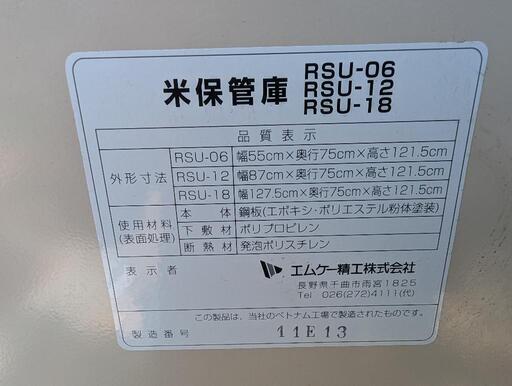 米保管庫 RSU-06
RSU-12
RSU-18
品質表示
外形寸法
RSU-06 幅55cm×奥行75cm×高さ121.5cm
RSU-12 幅87cm×奥行75cm×高さ121.5cm
RSU-18 幅127.5cm×奥行75cm×高さ121.5cm
使用材料
(表面処理)
本体 鋼板(エポキシ・ポリエステル粉体塗装)
下敷材 ポリプロピレン
断熱材 発泡ポリスチレン
表示者 エムケー精工株式会社
長野県千曲市雨宮1825
Tel 026(272)4111(代)
この製品は、当社のベトナム工場で製造されたものです。
製造番号 11E13